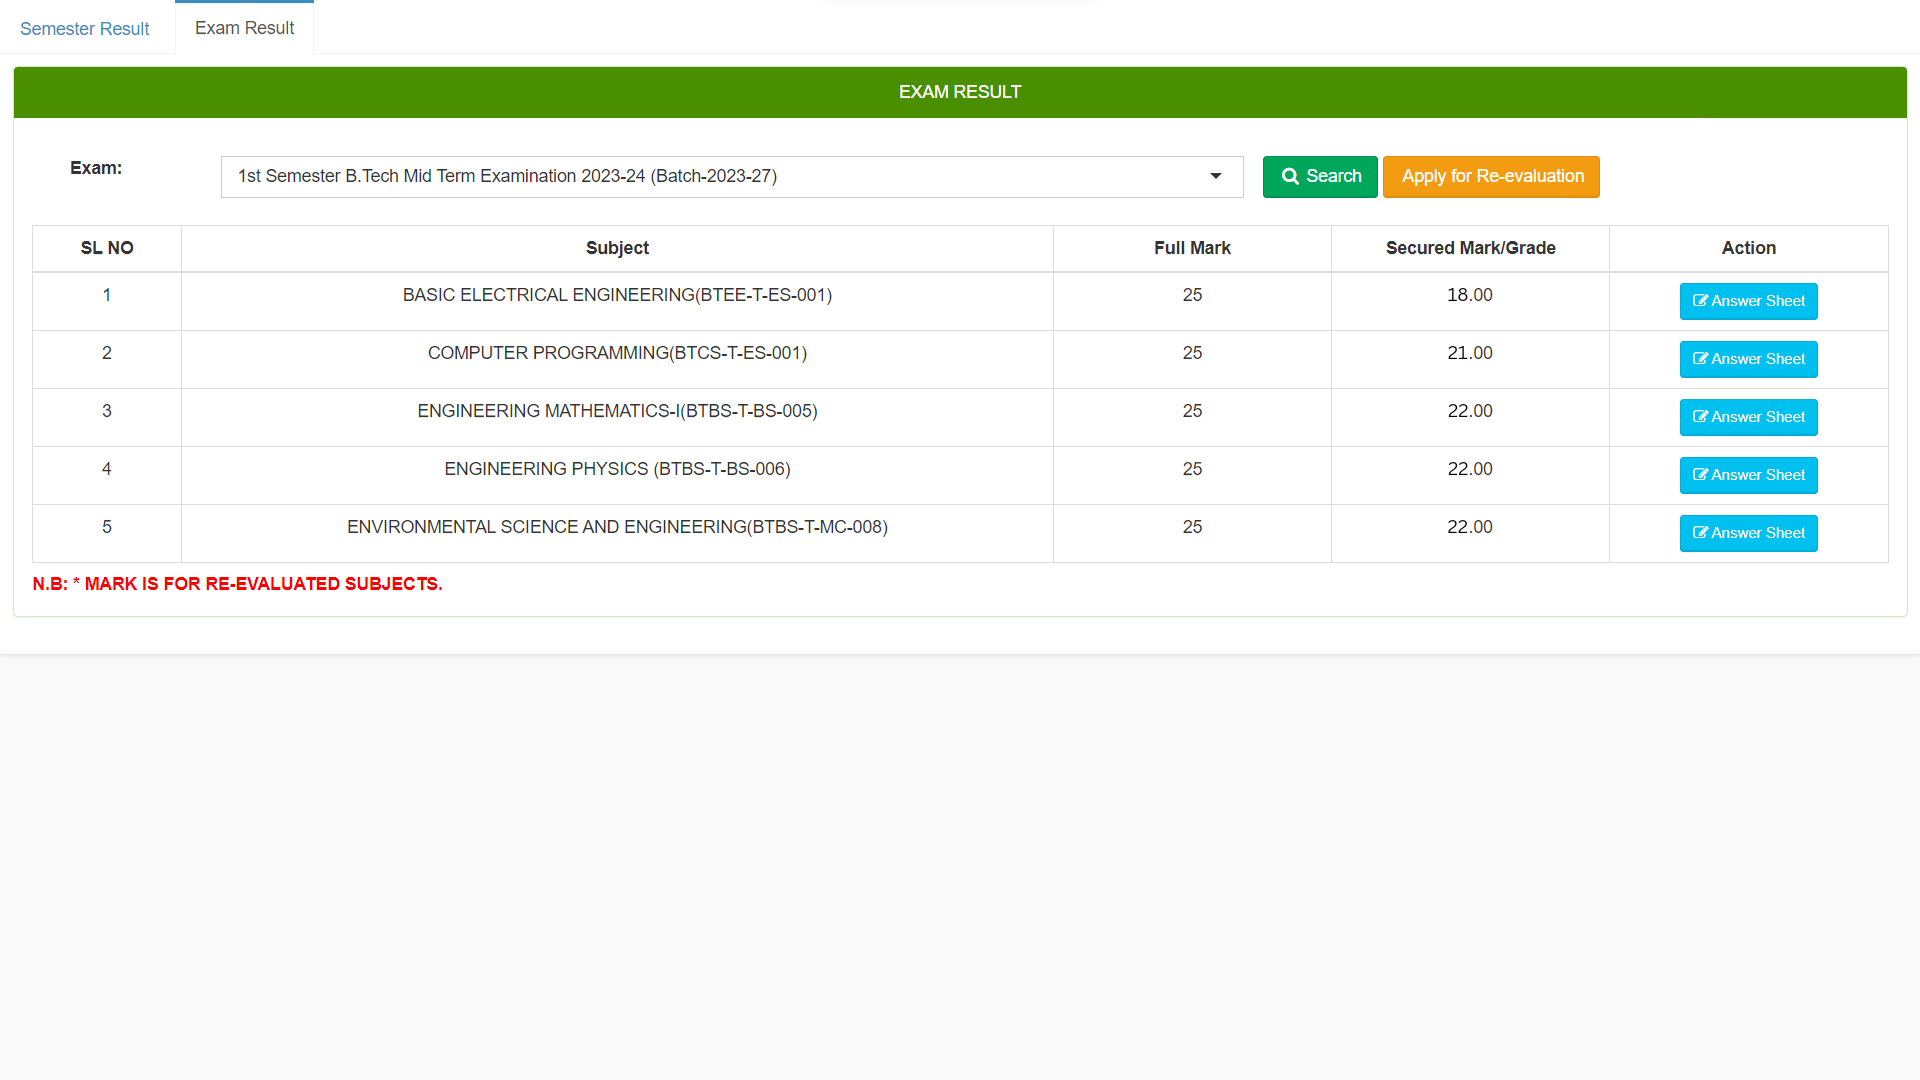 Semester Result Exam Result
EXAM RESULT
Exam: 1st Semester B.Tech Mid Term Examination 2023-24 (Batch-2023-27) Search Apply for Re-evaluation
SL NO Subject Full Mark Secured Mark/Grade Action
1 BASIC ELECTRICAL ENGINEERING(BTEE-T-ES-001) 25 18.00 Answer Sheet
2 COMPUTER PROGRAMMING(BTCS-T-ES-001) 25 21.00 Answer Sheet
3 ENGINEERING MATHEMATICS-I(BTBS-T-BS-005) 25 22.00 Answer Sheet
4 ENGINEERING PHYSICS (BTBS-T-BS-006) 25 22.00 Answer Sheet
5 ENVIRONMENTAL SCIENCE AND ENGINEERING(BTBS-T-MC-008) 25 22.00 Answer Sheet
N.B: * MARK IS FOR RE-EVALUATED SUBJECTS.